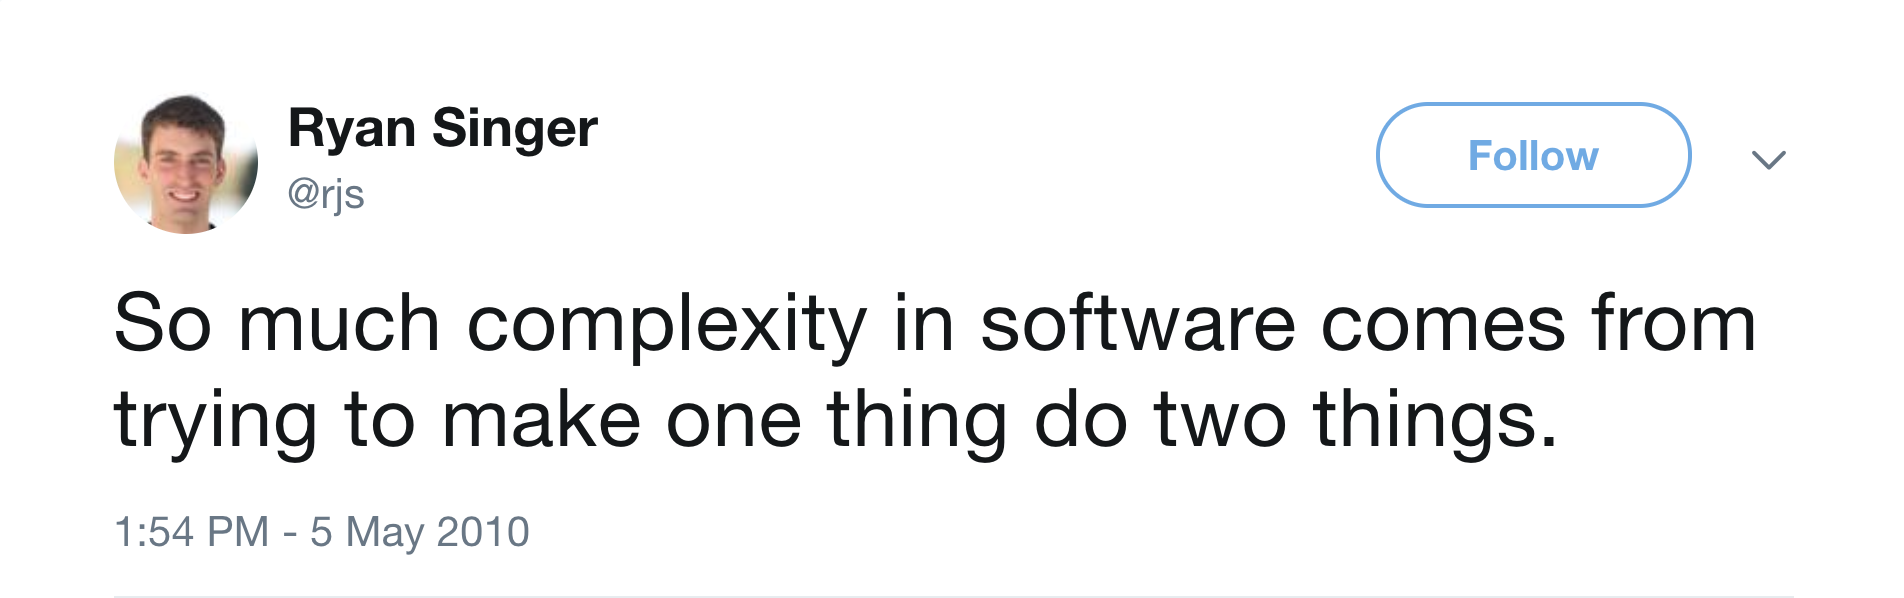 Ryan Singer
@rjs
Follow
So much complexity in software comes from
trying to make one thing do two things.
1:54 PM - 5 May 2010